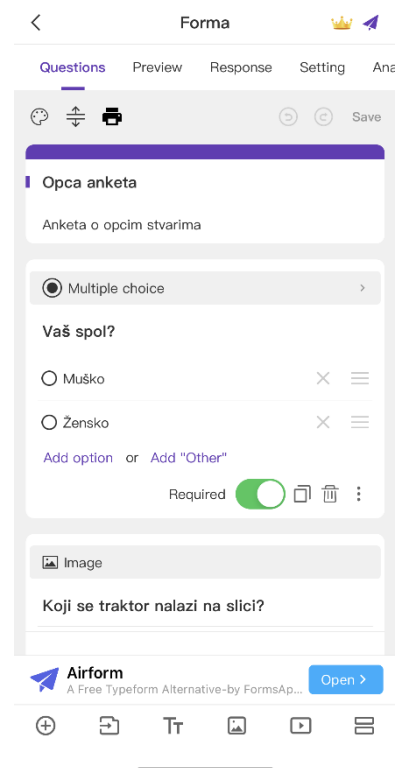 Forma
Questions Preview Response Setting Ana
Save
Opca anketa
Anketa o opcim stvarima
Multiple choice
Vaš spol?
Muško
Žensko
Add option or Add "Other"
Required
Image
Koji se traktor nalazi na slici?
Airform
A Free Typeform Alternative-by FormsAp...
Open